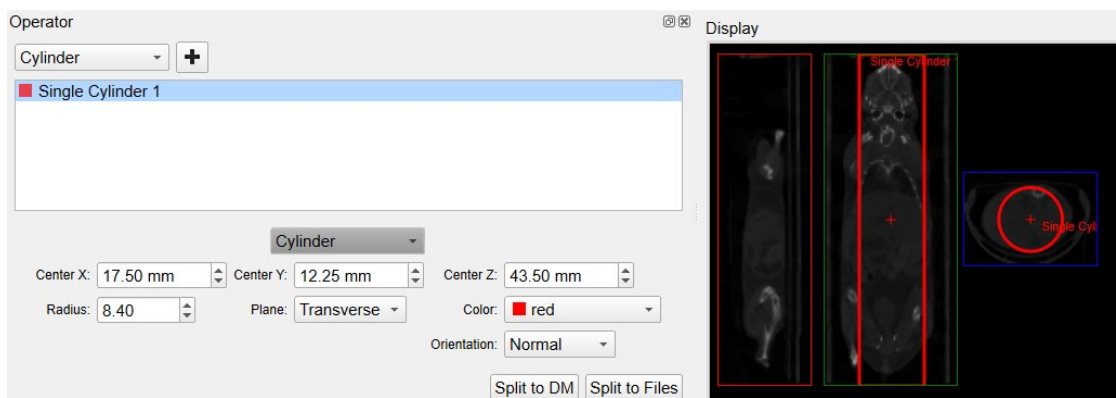 Operator
Cylinder
Single Cylinder 1
Cylinder
Center X: 17.50 mm Center Y: 12.25 mm Center Z: 43.50 mm
Radius: 8.40 Plane: Transverse Color: red
Orientation: Normal
Split to DM Split to Files
Display
Single Cylinder
Single Cyli